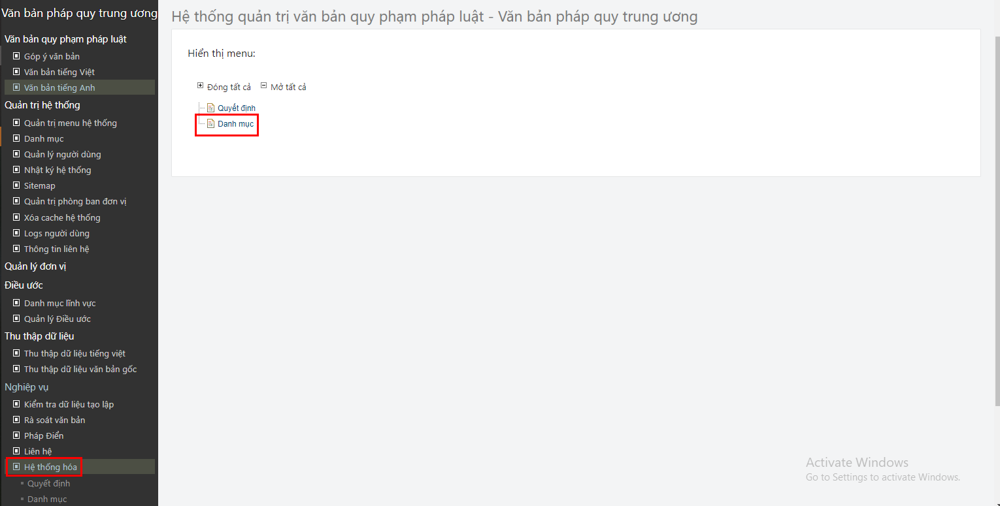 Văn bản pháp quy trung ương
Văn bản quy phạm pháp luật
Góp ý văn bản
Văn bản tiếng Việt
Văn bản tiếng Anh
Quản trị hệ thống
Quản trị menu hệ thống
Danh mục
Quản lý người dùng
Nhật ký hệ thống
Sitemap
Quản trị phòng ban đơn vị
Xóa cache hệ thống
Logs người dùng
Thông tin liên hệ
Quản lý đơn vị
Điều ước
Danh mục lĩnh vực
Quản lý Điều ước
Thu thập dữ liệu
Thu thập dữ liệu tiếng việt
Thu thập dữ liệu văn bản gốc
Nghiệp vụ
Kiểm tra dữ liệu tạo lập
Rà soát văn bản
Pháp Điển
Liên hệ
Hệ thống hóa
Quyết định
Danh mục
Hệ thống quản trị văn bản quy phạm pháp luật - Văn bản pháp quy trung ương
Hiển thị menu:
Đóng tất cả Mở tất cả
Quyết định
Danh mục
Activate Windows
Go to Settings to activate Windows.